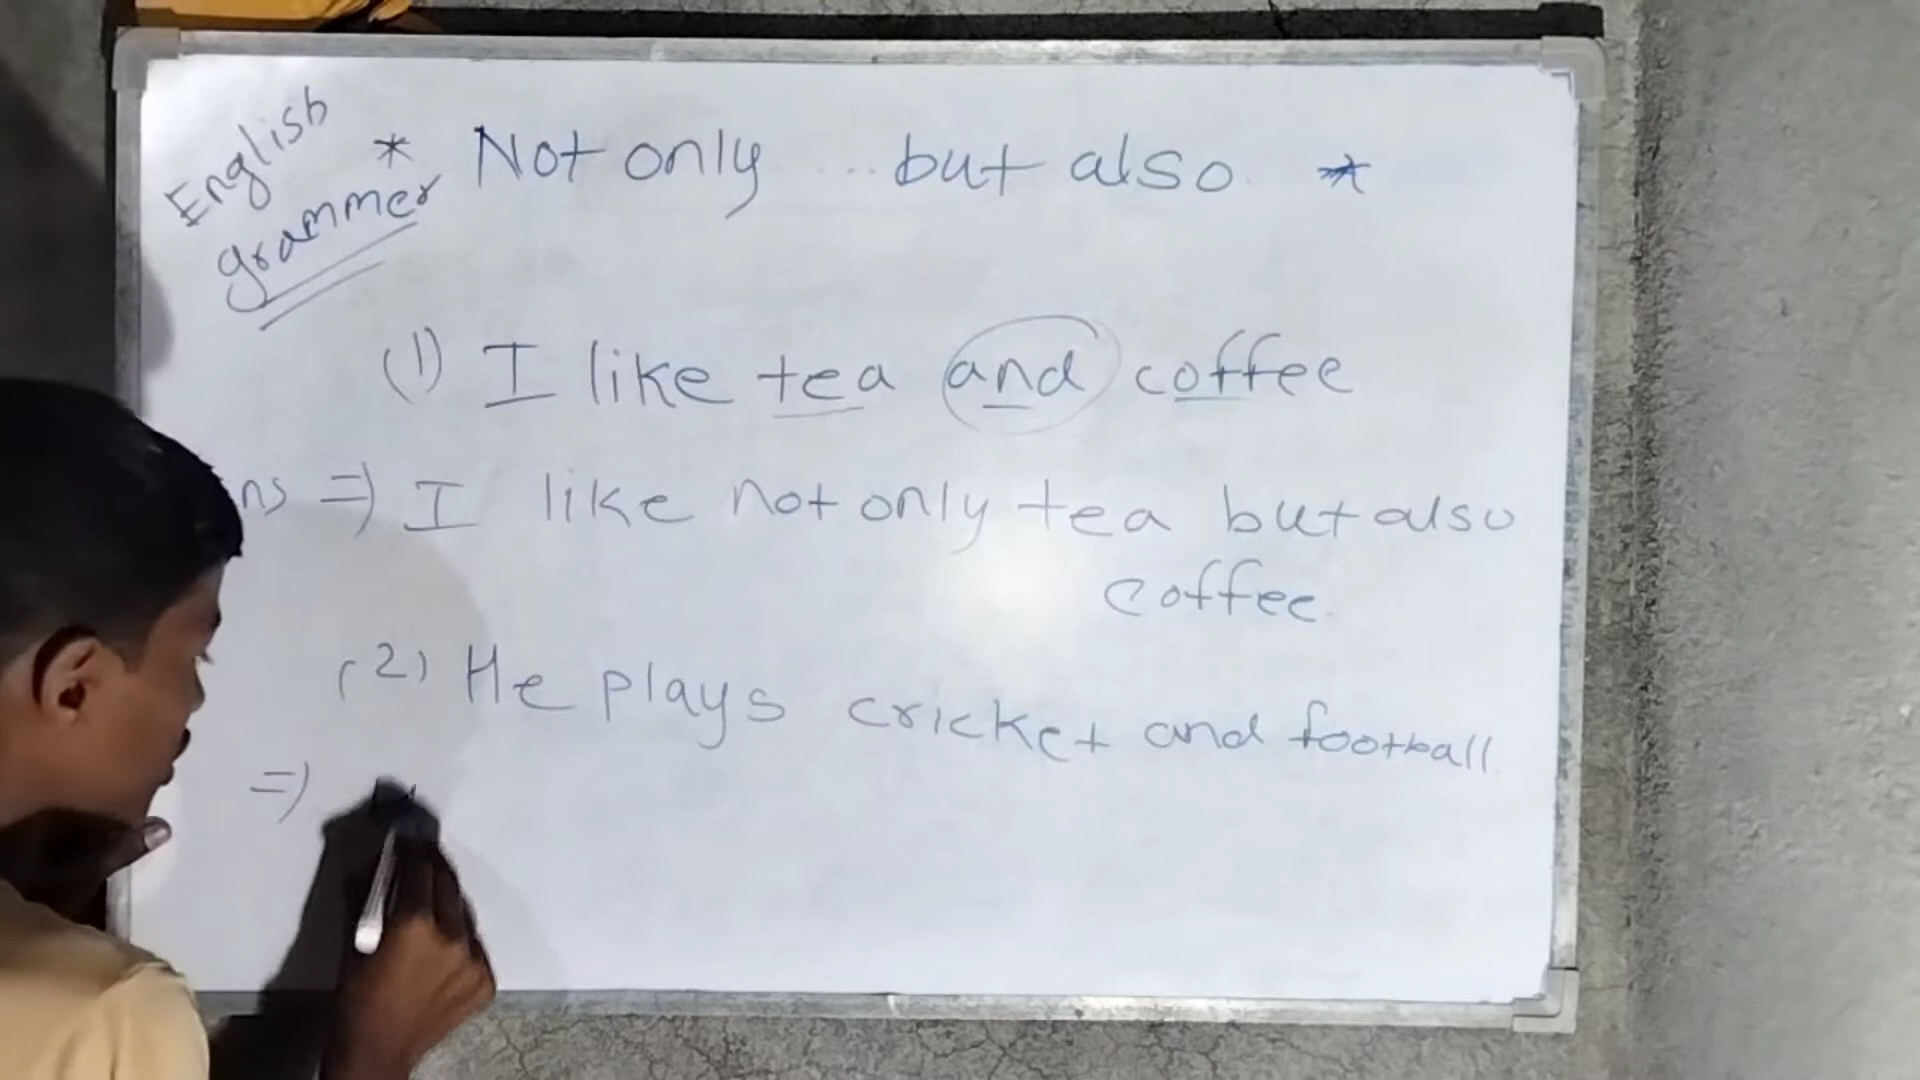 English
grammer
* Not only ... but also *
(1) I like tea and coffee
ns => I like not only tea but also
coffee.
(2) He plays cricket and football.
=>